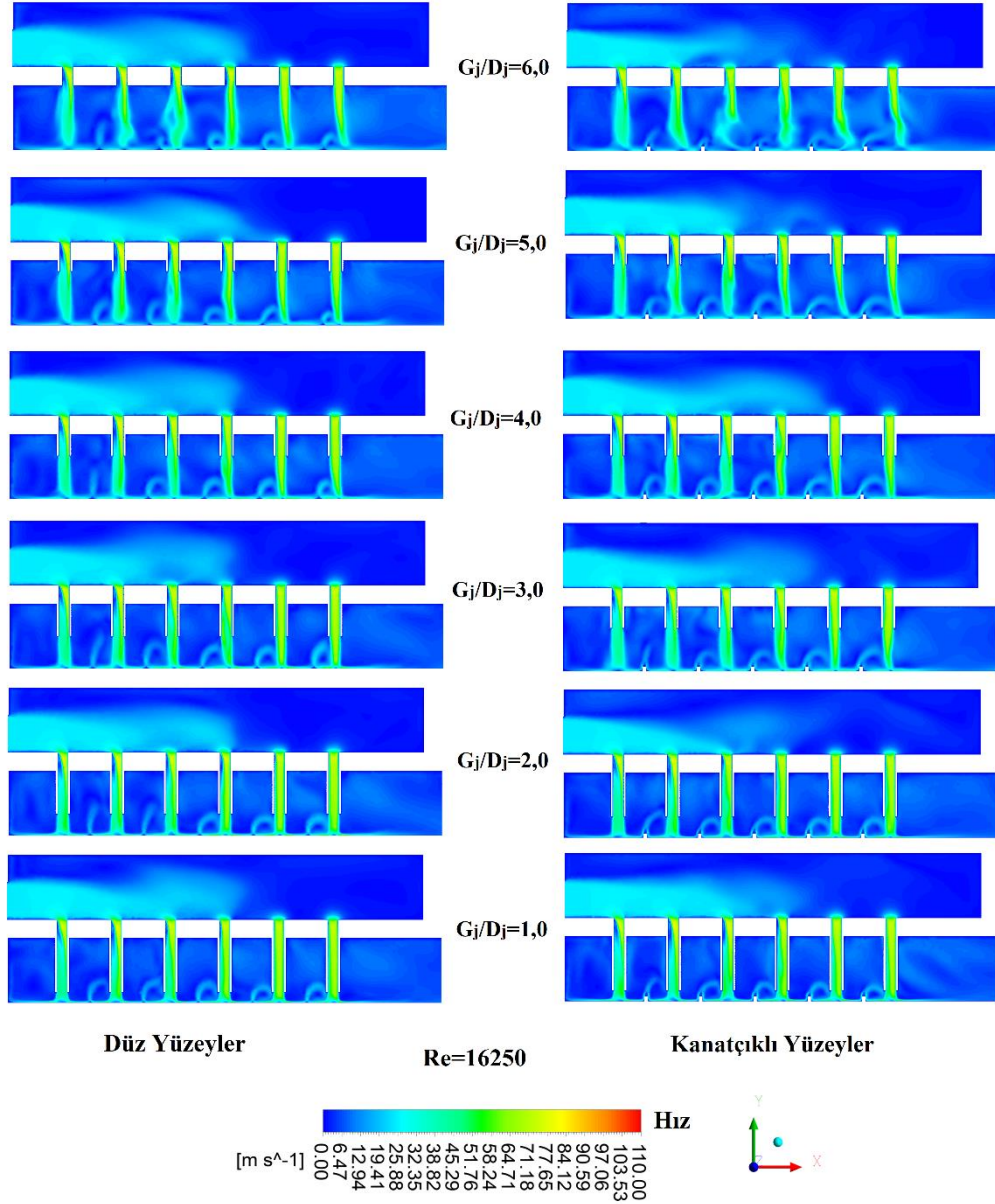 Gj/Dj=6,0
Gj/Dj=5,0
Gj/Dj=4,0
Gj/Dj=3,0
Gj/Dj=2,0
Gj/Dj=1,0
Düz Yüzeyler
Kanatçıklı Yüzeyler
Re=16250
Hız
[m s^-1]
0.00
6.47
12.94
19.41
25.88
32.35
38.82
45.29
51.76
58.24
64.71
71.18
77.65
84.12
90.59
97.06
103.53
110.00
Y
Z
X